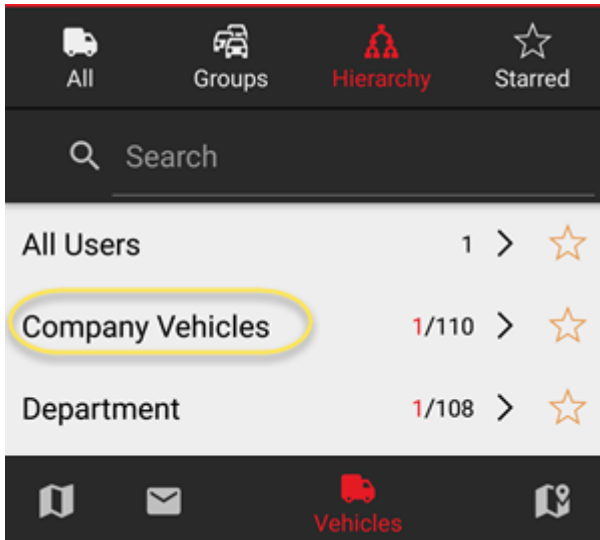 All Groups Hierarchy Starred
Search
All Users 1
Company Vehicles 1/110
Department 1/108
Vehicles